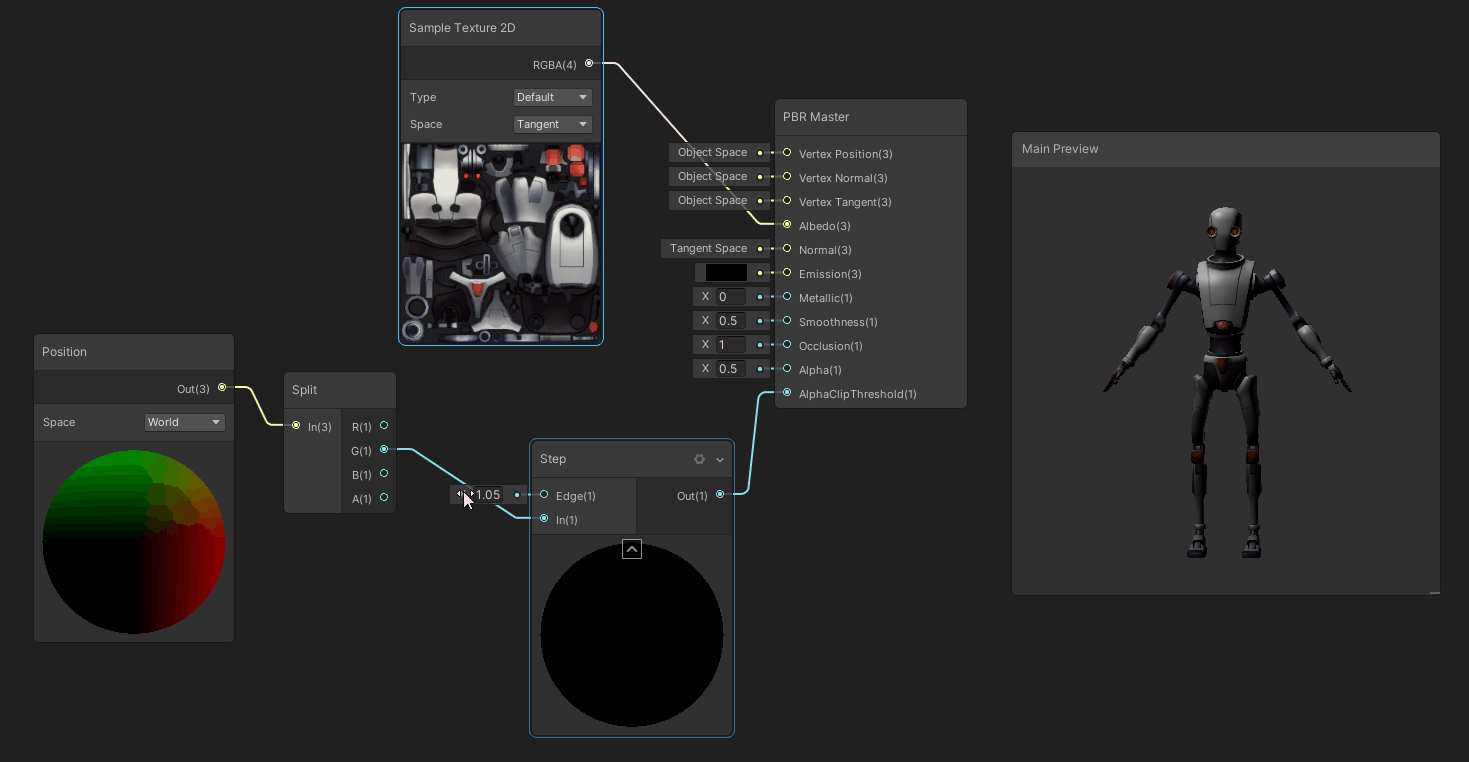 Sample Texture 2D
RGBA(4)
Type Default
Space Tangent
PBR Master
Object Space Vertex Position(3)
Object Space Vertex Normal(3)
Object Space Vertex Tangent(3)
Albedo(3)
Tangent Space Normal(3)
Emission(3)
X 0 Metallic(1)
X 0.5 Smoothness(1)
X 1 Occlusion(1)
X 0.5 Alpha(1)
AlphaClipThreshold(1)
Main Preview
Position
Out(3)
Space World
Split
In(3)
R(1)
G(1)
B(1)
A(1)
Step
1.05 Edge(1) Out(1)
In(1)